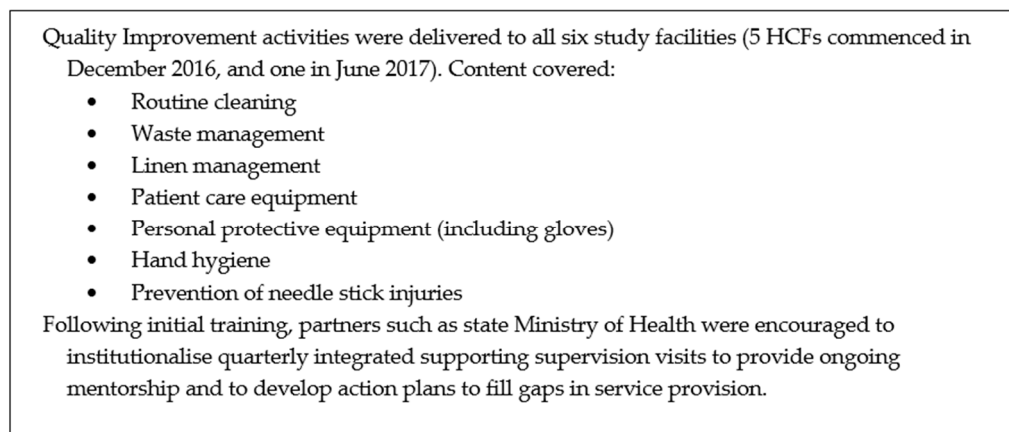 Quality Improvement activities were delivered to all six study facilities (5 HCFs commenced in
December 2016, and one in June 2017). Content covered:
• Routine cleaning
• Waste management
• Linen management
• Patient care equipment
• Personal protective equipment (including gloves)
• Hand hygiene
• Prevention of needle stick injuries
Following initial training, partners such as state Ministry of Health were encouraged to
institutionalise quarterly integrated supporting supervision visits to provide ongoing
mentorship and to develop action plans to fill gaps in service provision.